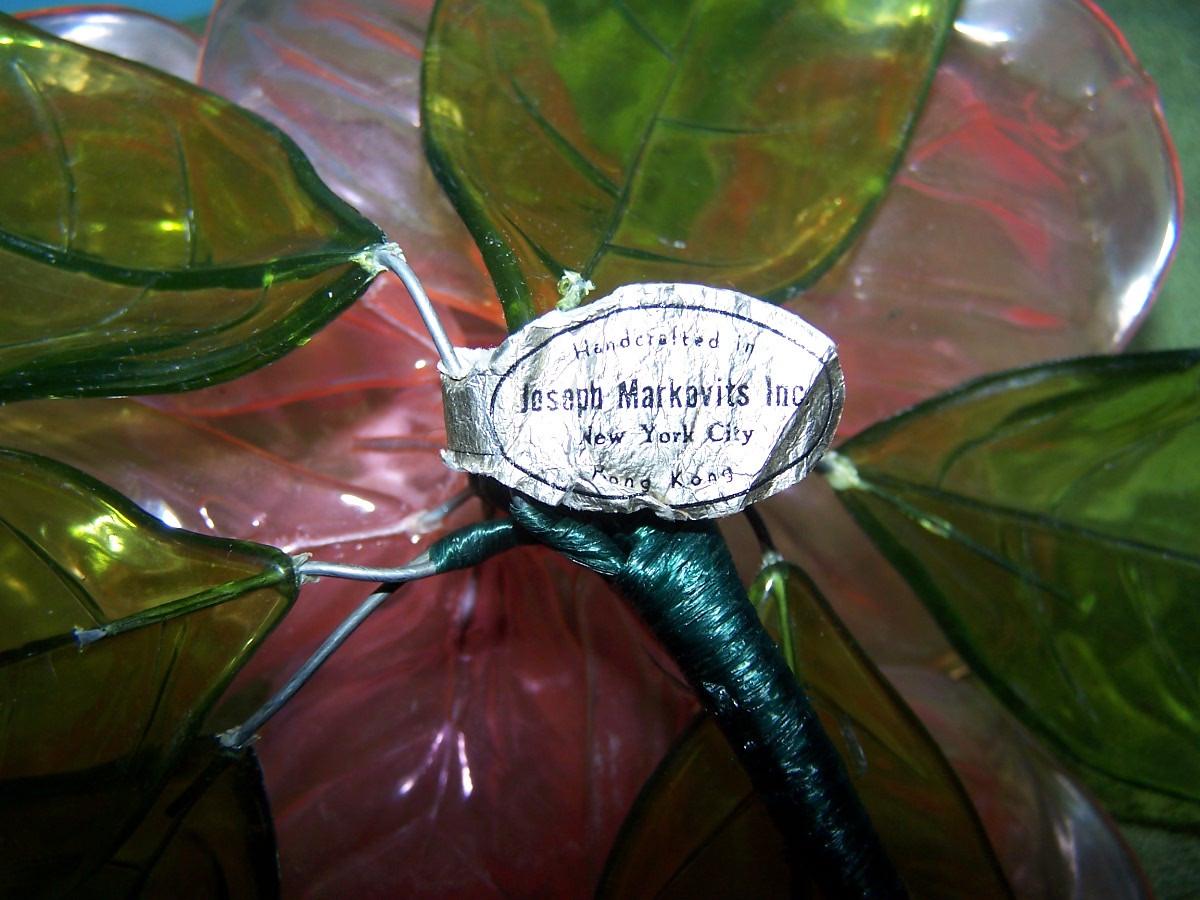 Handcrafted in
Joseph Markovits Inc
New York City
Hong Kong